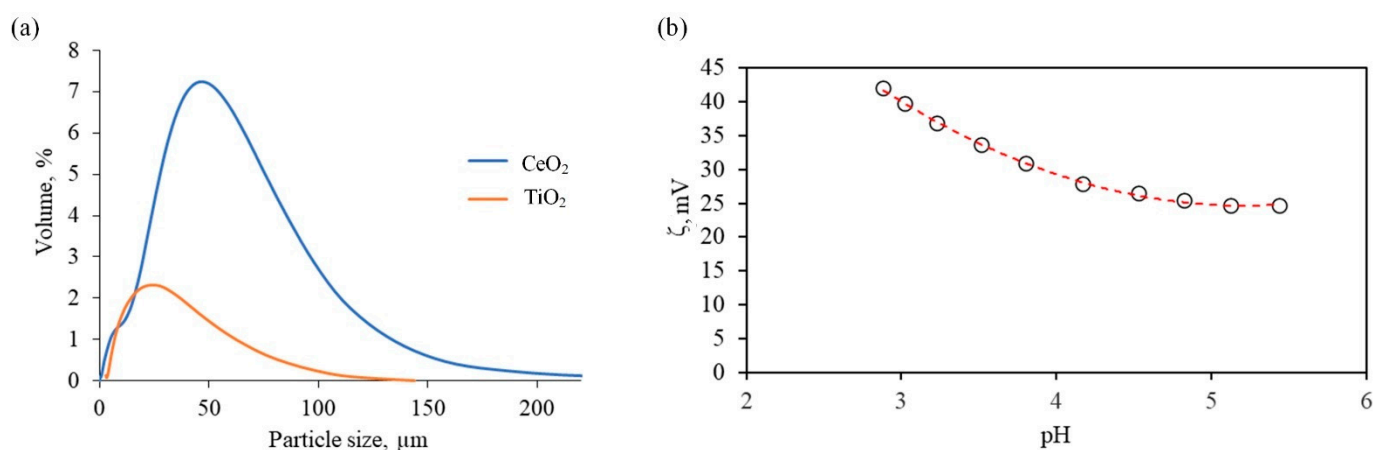 (a)
8
7
6
5
4
3
2
1
0
Volume, %
0 50 100 150 200
Particle size, µm
CeO₂
TiO₂
(b)
45
40
35
30
25
20
15
10
5
0
ζ, mV
2 3 4 5 6
pH